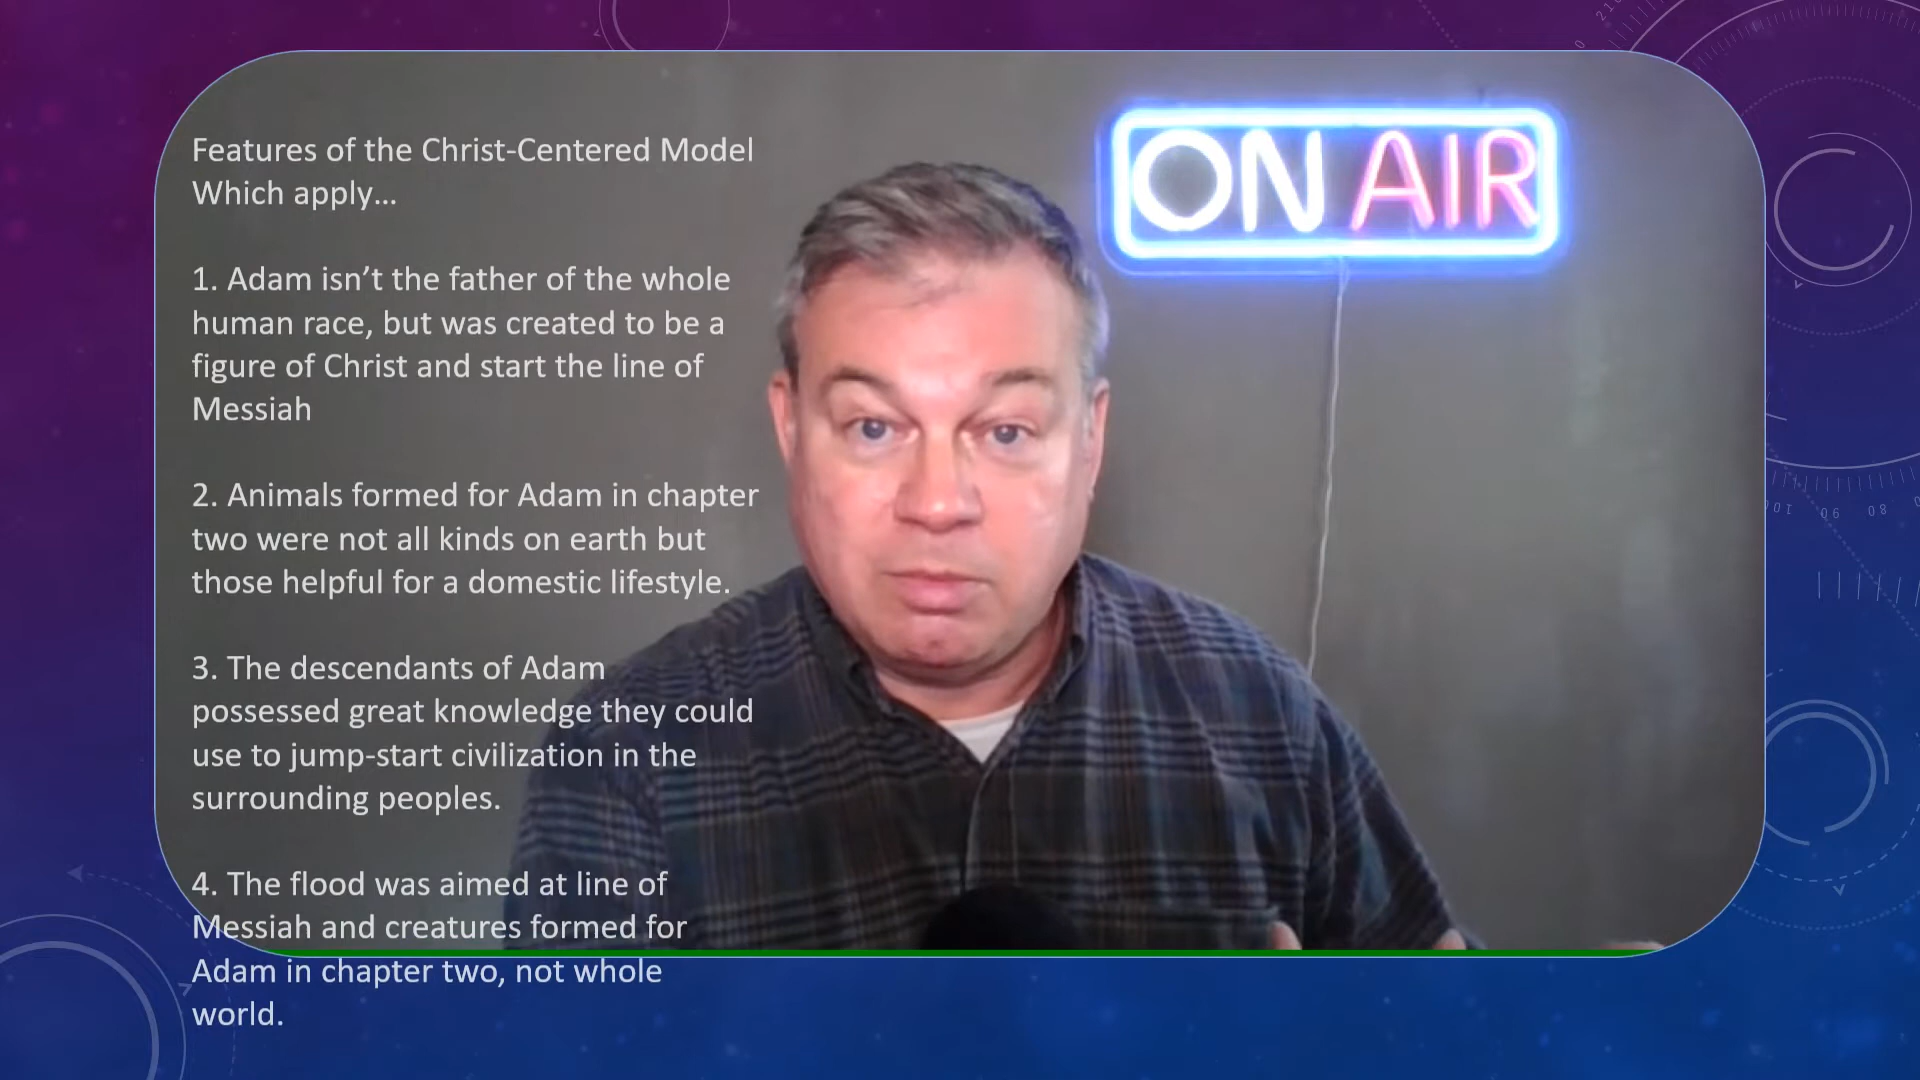 Features of the Christ-Centered Model
Which apply...
1. Adam isn’t the father of the whole
human race, but was created to be a
figure of Christ and start the line of
Messiah
2. Animals formed for Adam in chapter
two were not all kinds on earth but
those helpful for a domestic lifestyle.
3. The descendants of Adam
possessed great knowledge they could
use to jump-start civilization in the
surrounding peoples.
4. The flood was aimed at line of
Messiah and creatures formed for
Adam in chapter two, not whole
world.
ON AIR